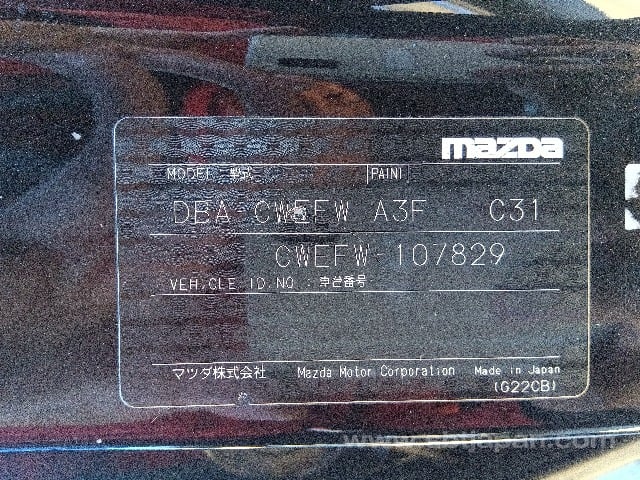 mazda
MODEL 型式 PAINT
DBA-CWEFW A3F C31
CWEFW-107829
VEHICLE ID.NO. : 車台番号
マツダ株式会社 Mazda Motor Corporation Made in Japan
(G22CB)